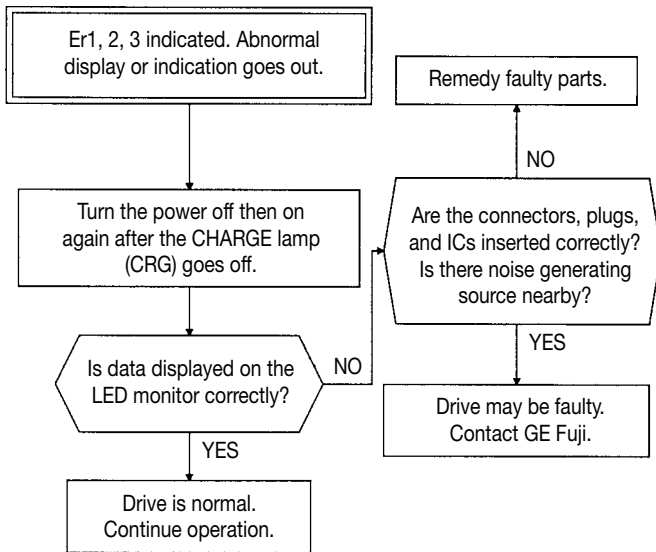 Er1, 2, 3 indicated. Abnormal
display or indication goes out.
Turn the power off then on
again after the CHARGE lamp
(CRG) goes off.
Is data displayed on the
LED monitor correctly?
NO
YES
Drive is normal.
Continue operation.
Remedy faulty parts.
NO
Are the connectors, plugs,
and ICs inserted correctly?
Is there noise generating
source nearby?
YES
Drive may be faulty.
Contact GE Fuji.